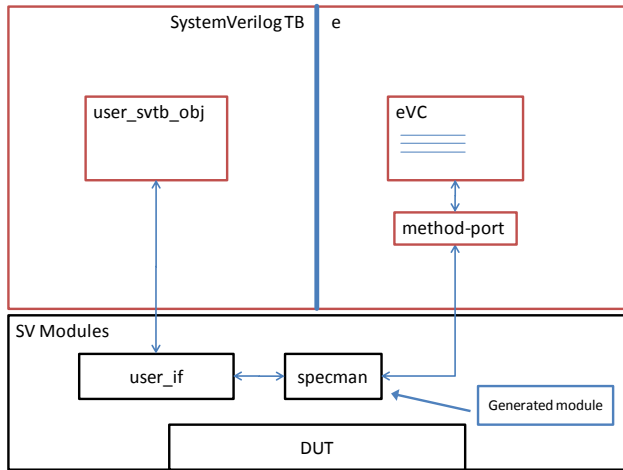 SystemVerilog TB
e
user_svtb_obj
eVC
method-port
SV Modules
user_if
specman
Generated module
DUT